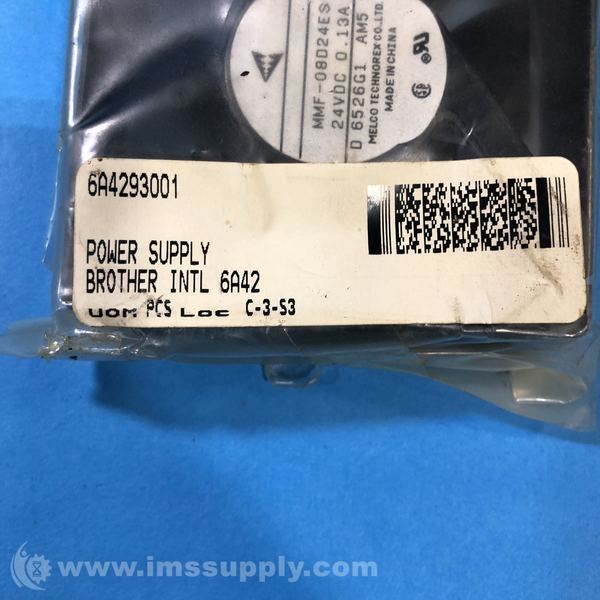 MMF-08D24ES
24VDC 0.13A
D 6526G1 AM5
MELCO TECHNOREX CO.,LTD.
MADE IN CHINA
6A4293001
POWER SUPPLY
BROTHER INTL 6A42
UOM PCS Loc C-3-S3
www.imssupply.com